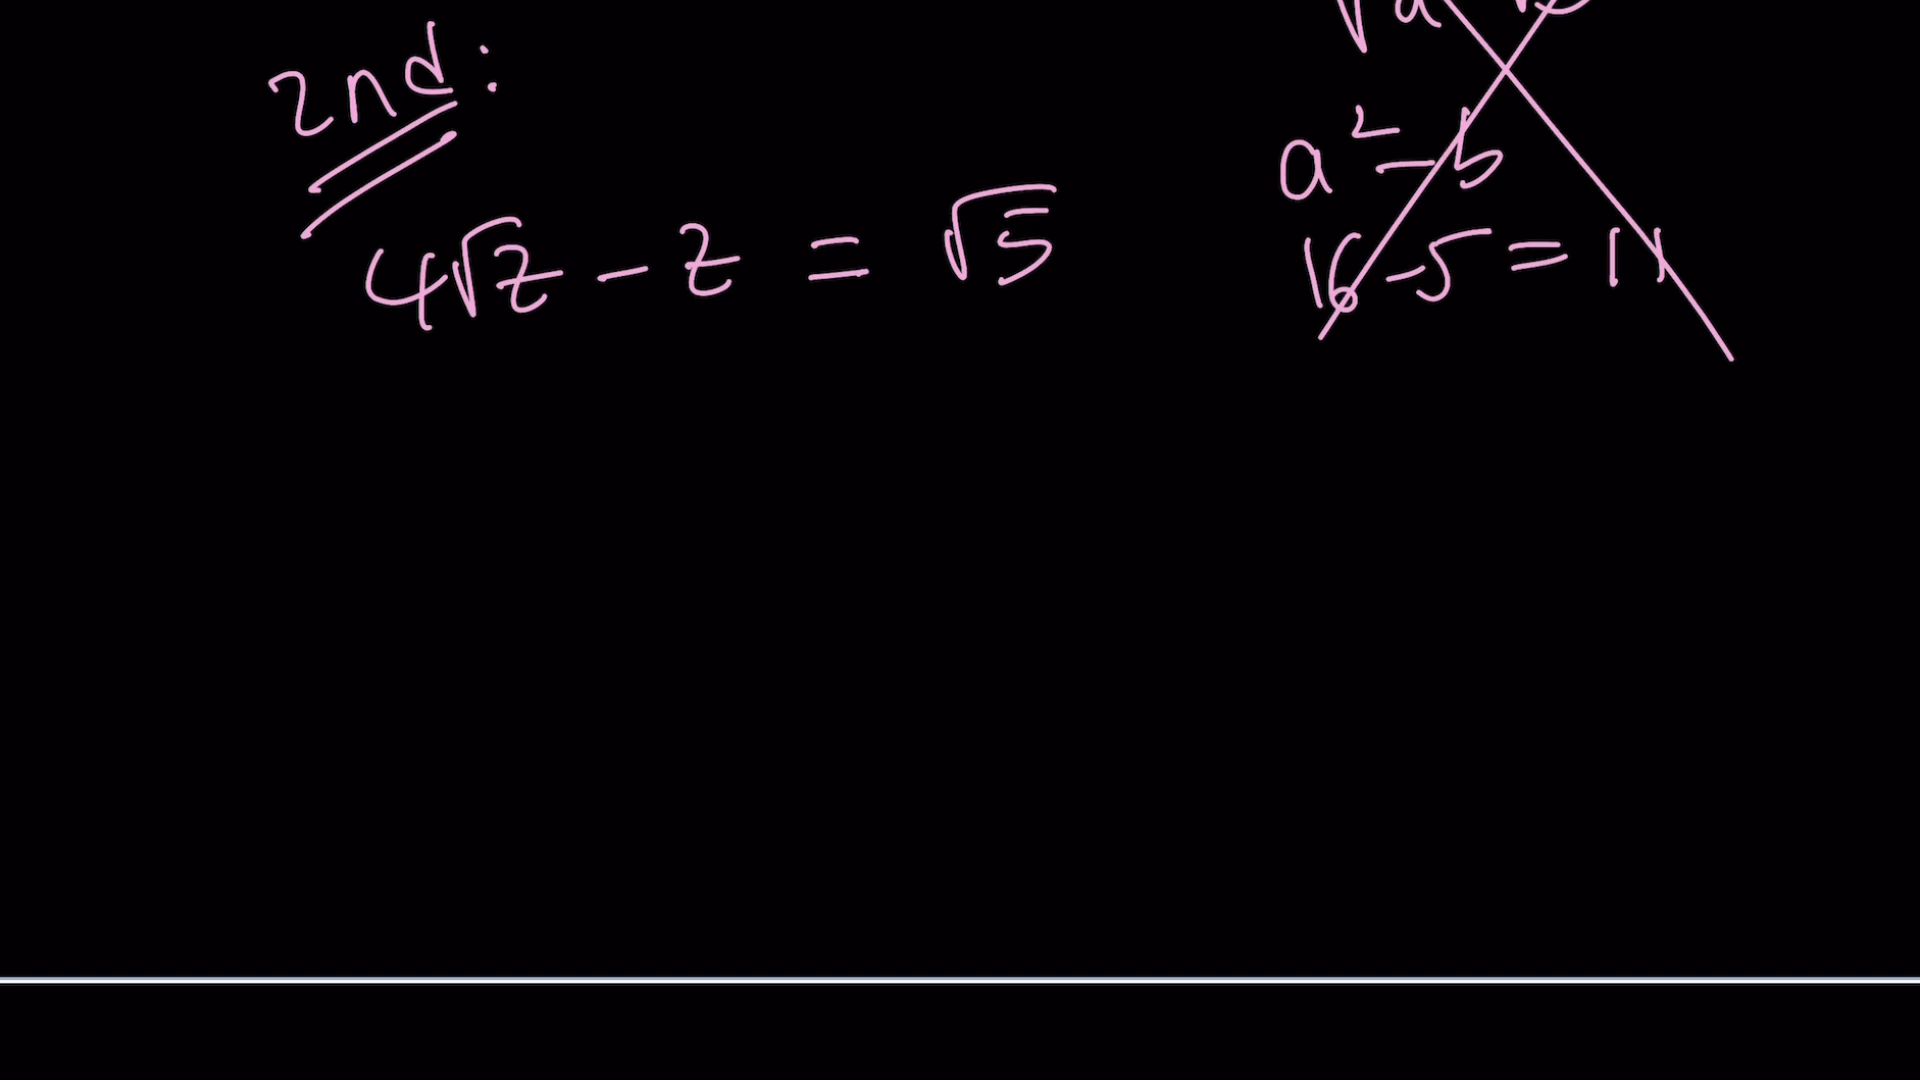 2nd:
4√z – z = √5
a² – b
16 – 5 = 11